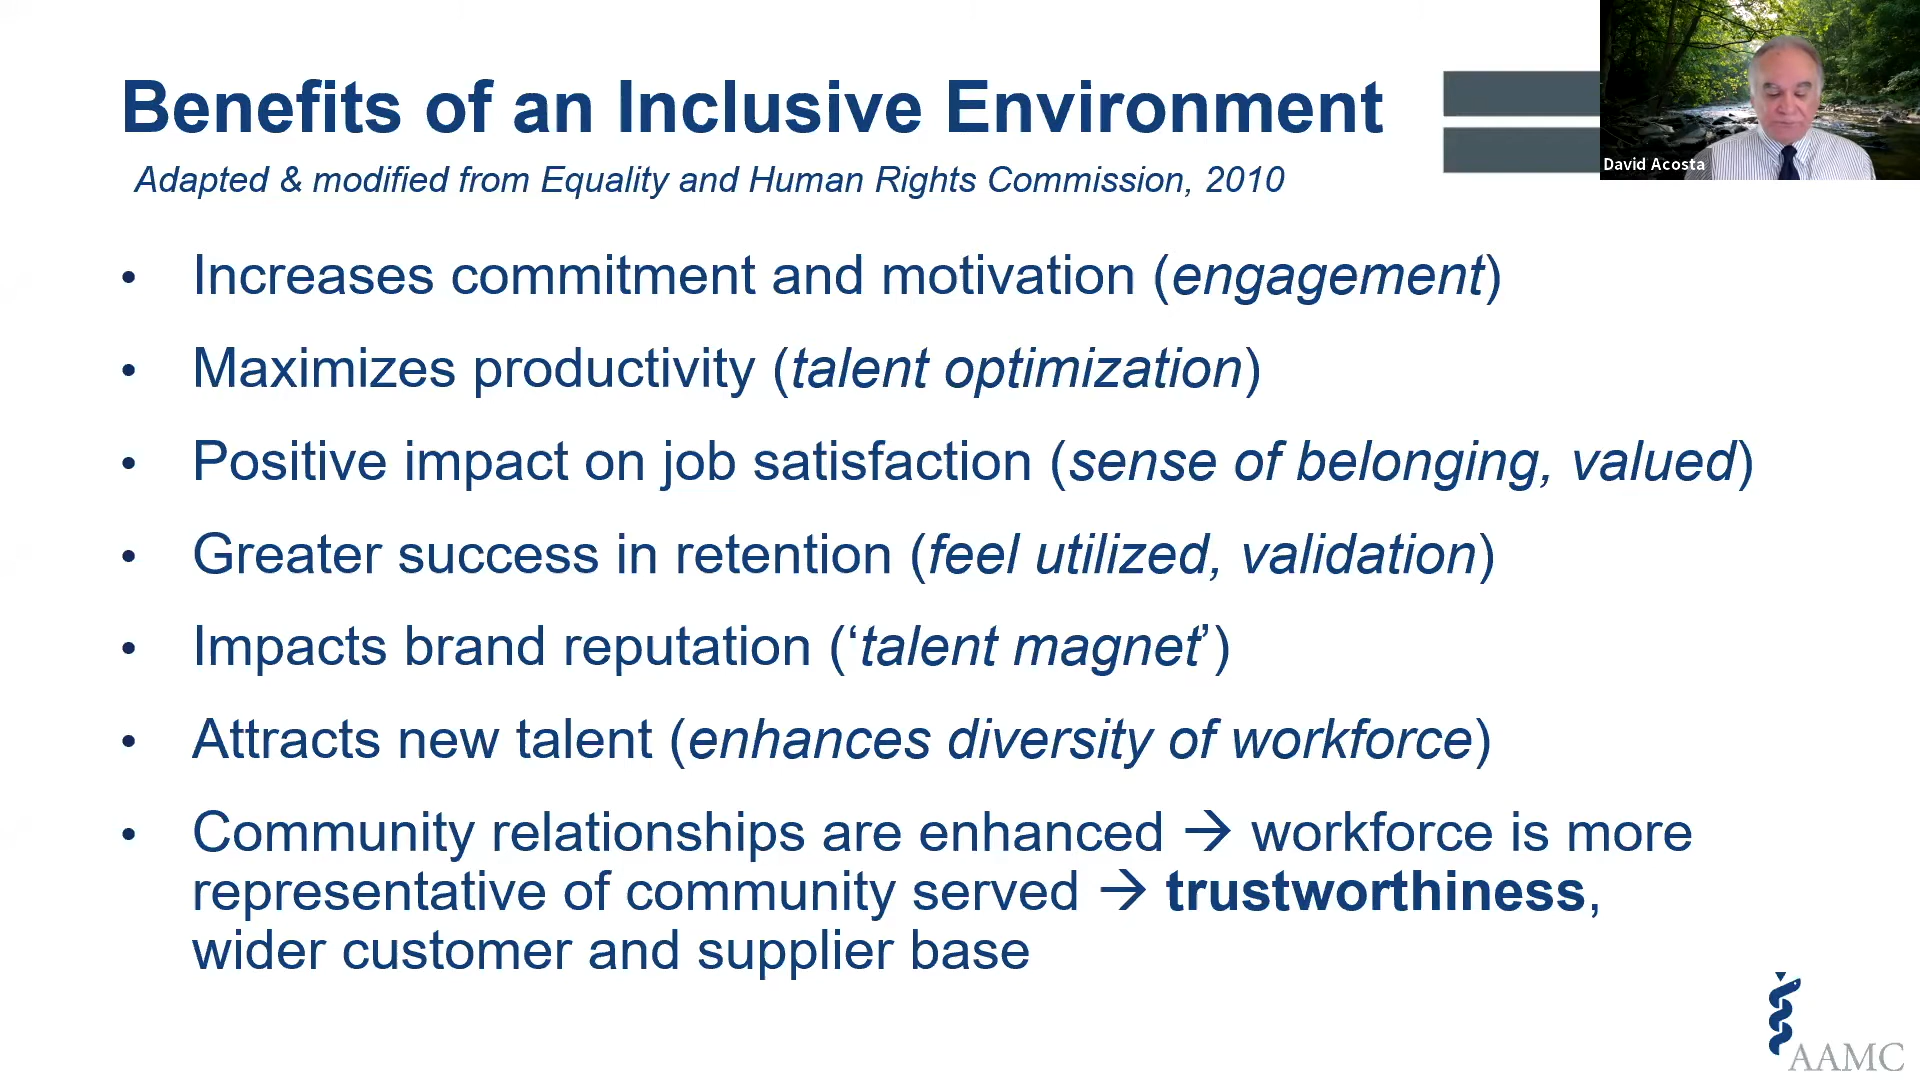 Benefits of an Inclusive Environment
Adapted & modified from Equality and Human Rights Commission, 2010
David Acosta
• Increases commitment and motivation (engagement)
• Maximizes productivity (talent optimization)
• Positive impact on job satisfaction (sense of belonging, valued)
• Greater success in retention (feel utilized, validation)
• Impacts brand reputation (‘talent magnet’)
• Attracts new talent (enhances diversity of workforce)
• Community relationships are enhanced → workforce is more
representative of community served → trustworthiness,
wider customer and supplier base
AAMC